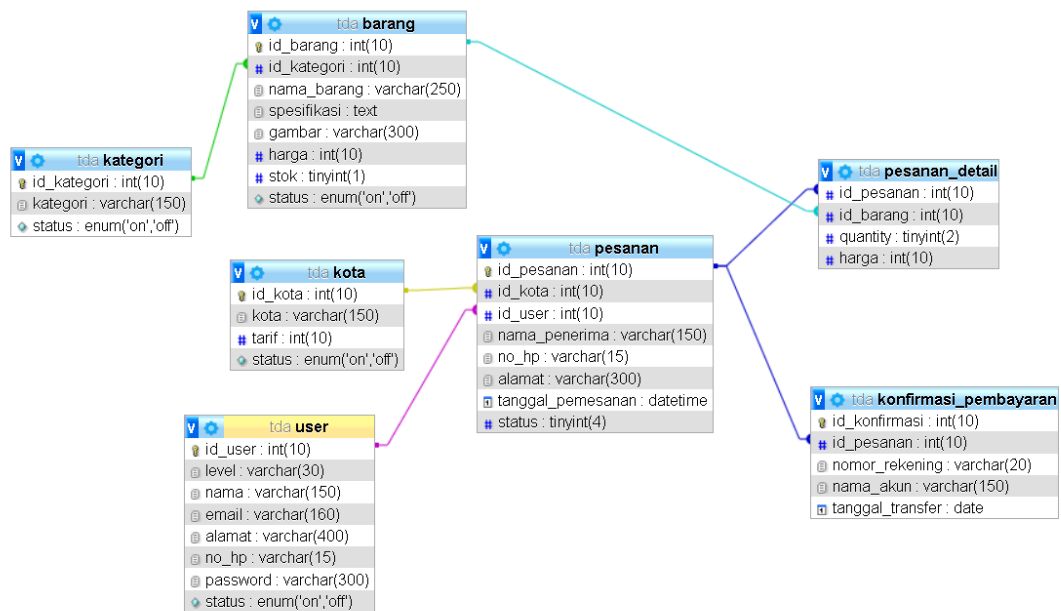 tda barang
id_barang : int(10)
id_kategori : int(10)
nama_barang : varchar(250)
spesifikasi : text
gambar : varchar(300)
harga : int(10)
stok : tinyint(1)
status : enum('on','off')
tda kategori
id_kategori : int(10)
kategori : varchar(150)
status : enum('on','off')
tda pesanan_detail
id_pesanan : int(10)
id_barang : int(10)
quantity : tinyint(2)
harga : int(10)
tda kota
id_kota : int(10)
kota : varchar(150)
tarif : int(10)
status : enum('on','off')
tda pesanan
id_pesanan : int(10)
id_kota : int(10)
id_user : int(10)
nama_penerima : varchar(150)
no_hp : varchar(15)
alamat : varchar(300)
tanggal_pemesanan : datetime
status : tinyint(4)
tda user
id_user : int(10)
level : varchar(30)
nama : varchar(150)
email : varchar(160)
alamat : varchar(400)
no_hp : varchar(15)
password : varchar(300)
status : enum('on','off')
tda konfirmasi_pembayaran
id_konfirmasi : int(10)
id_pesanan : int(10)
nomor_rekening : varchar(20)
nama_akun : varchar(150)
tanggal_transfer : date